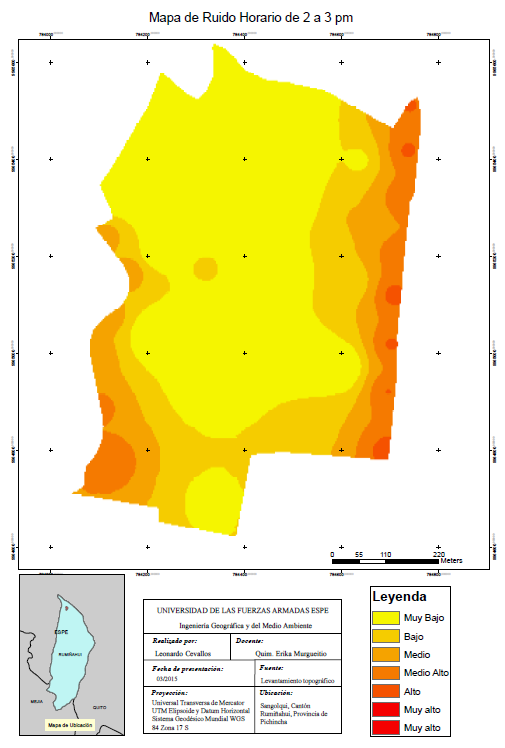 Mapa de Ruido Horario de 2 a 3 pm
0 55 110 220
Meters
ESPE
RUMIÑAHUI
MEJIA
QUITO
Mapa de Ubicación
UNIVERSIDAD DE LAS FUERZAS ARMADAS ESPE
Ingeniería Geográfica y del Medio Ambiente
Realizado por:
Leonardo Cevallos
Docente:
Quim. Erika Murgueitio
Fecha de presentación:
03/2015
Fuente:
Levantamiento topográfico
Proyección:
Universal Transversa de Mercator
UTM Elipsoide y Datum Horizontal
Sistema Geodésico Mundial WGS
84 Zona 17 S
Ubicación:
Sangolquí, Cantón
Rumiñahui, Provincia de
Pichincha
Leyenda
Muy Bajo
Bajo
Medio
Medio Alto
Alto
Muy alto
Muy alto